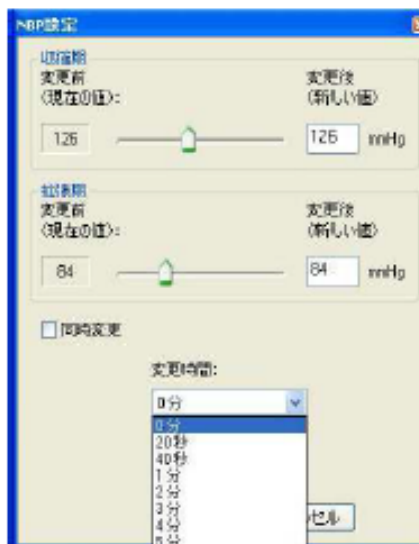 NBP設定
収縮期
変更前
(現在の値):
変更後
(新しい値)
126
126 mmHg
拡張期
変更前
(現在の値):
変更後
(新しい値)
84
84 mmHg
同時変更
変更時間:
0分
0分
20秒
40秒
1分
2分
3分
4分
5分
セル